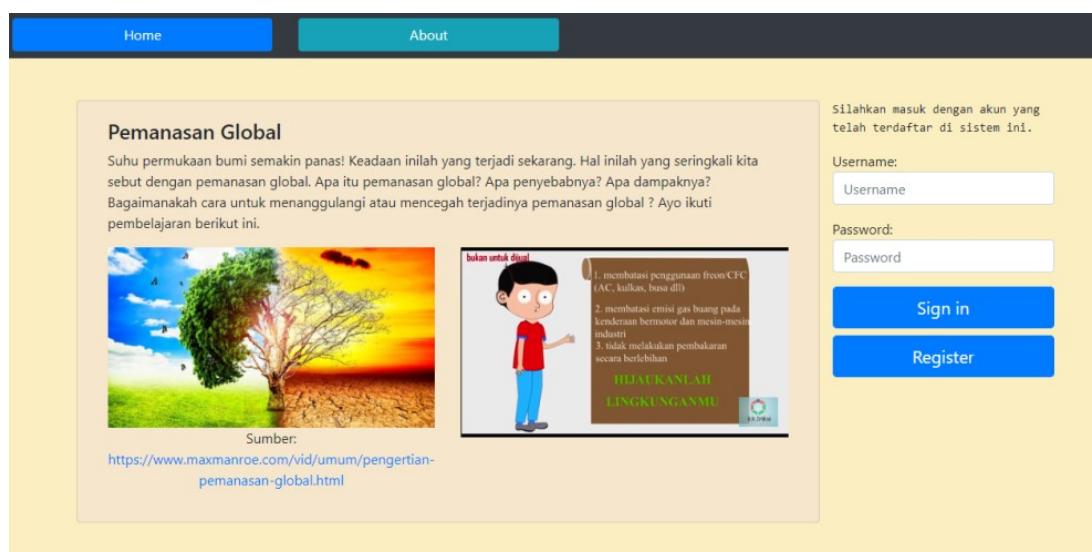 Home
About
Pemanasan Global
Suhu permukaan bumi semakin panas! Keadaan inilah yang terjadi sekarang. Hal inilah yang seringkali kita
sebut dengan pemanasan global. Apa itu pemanasan global? Apa penyebabnya? Apa dampaknya?
Bagaimanakah cara untuk menanggulangi atau mencegah terjadinya pemanasan global ? Ayo ikuti
pembelajaran berikut ini.
Sumber:
https://www.maxmanroe.com/vid/umum/pengertian-
pemanasan-global.html
bukan untuk dijual
1. membatasi penggunaan freon/CFC
(AC, kulkas, busa dll)
2. membatasi emisi gas buang pada
kenderaan bermotor dan mesin-mesin
industri
3. tidak melakukan pembakaran
secara berlebihan
HIJAUKANLAH
LINGKUNGANMU
Silahkan masuk dengan akun yang
telah terdaftar di sistem ini.
Username:
Username
Password:
Password
Sign in
Register